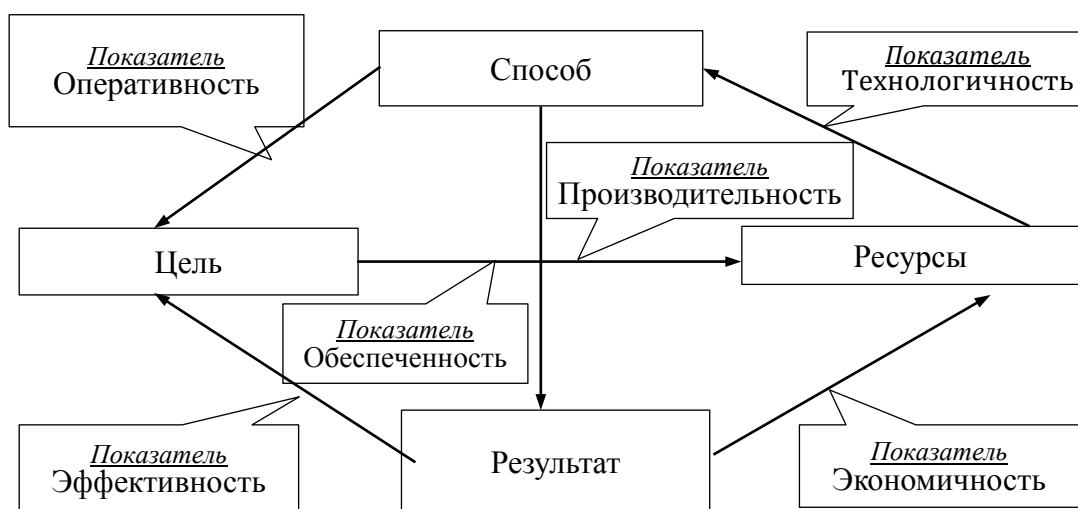 Показатель
Оперативность
Способ
Показатель
Технологичность
Показатель
Производительность
Цель
Ресурсы
Показатель
Обеспеченность
Показатель
Эффективность
Результат
Показатель
Экономичность